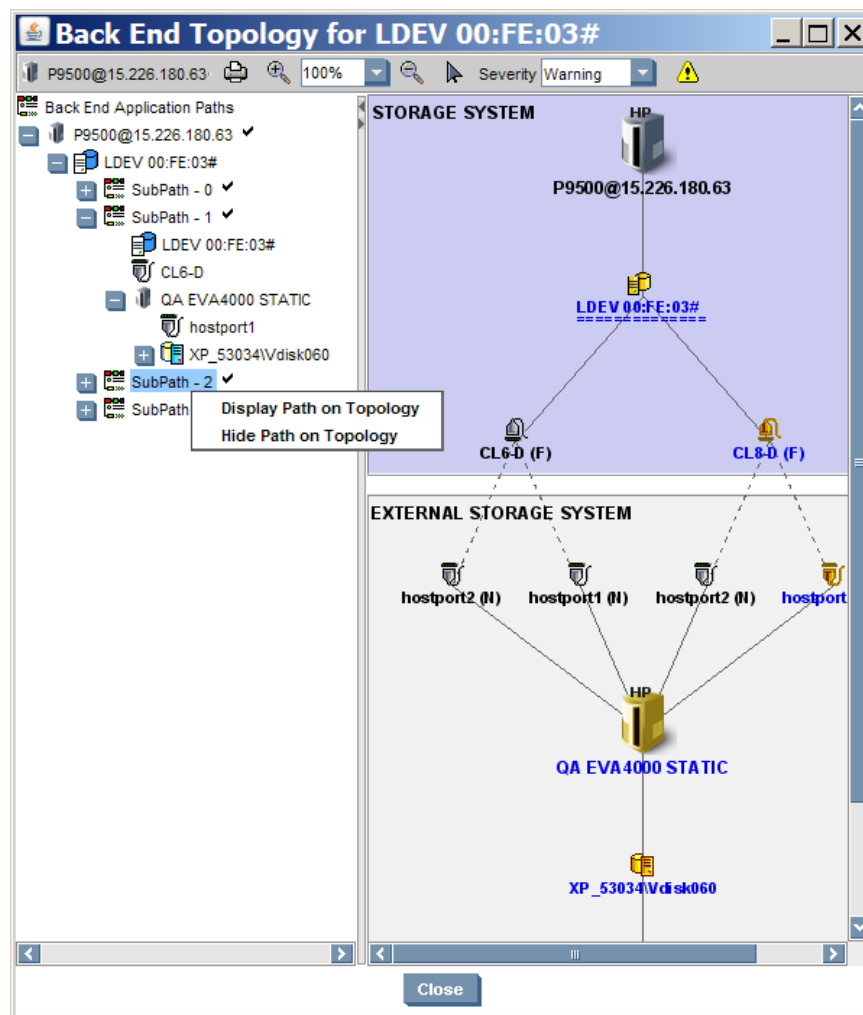 Back End Topology for LDEV 00:FE:03#
P9500@15.226.180.63 100% Severity Warning
Back End Application Paths
P9500@15.226.180.63
LDEV 00:FE:03#
SubPath - 0
SubPath - 1
LDEV 00:FE:03#
CL6-D
QA EVA4000 STATIC
hostport1
XP_53034\Vdisk060
SubPath - 2
SubPath
Display Path on Topology
Hide Path on Topology
STORAGE SYSTEM
HP
P9500@15.226.180.63
LDEV 00:FE:03#
CL6-D (F) CL8-D (F)
EXTERNAL STORAGE SYSTEM
hostport2 (N) hostport1 (N) hostport2 (N) hostport
HP
QA EVA4000 STATIC
XP_53034\Vdisk060
Close